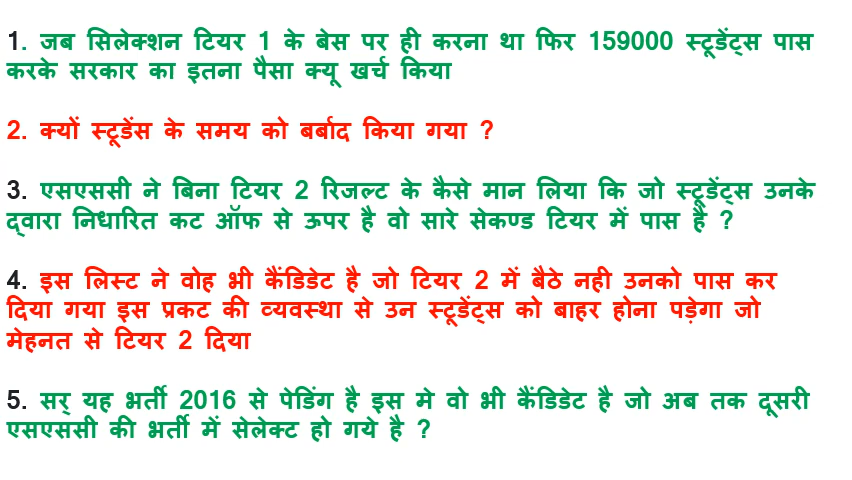 1. जब सिलेक्शन टियर 1 के बेस पर ही करना था फिर 159000 स्टूडेंट्स पास
करके सरकार का इतना पैसा क्यू खर्च किया
2. क्यों स्टूडेंस के समय को बर्बाद किया गया ?
3. एसएससी ने बिना टियर 2 रिजल्ट के कैसे मान लिया कि जो स्टूडेंट्स उनके
द्वारा निधारित कट ऑफ से ऊपर है वो सारे सेकण्ड टियर में पास हैं ?
4. इस लिस्ट ने वोह भी कैंडिडेट है जो टियर 2 में बैठे नही उनको पास कर
दिया गया इस प्रकट की व्यवस्था से उन स्टूडेंट्स को बाहर होना पड़ेगा जो
मेहनत से टियर 2 दिया
5. सर् यह भर्ती 2016 से पेडिंग है इस मे वो भी कैंडिडेट है जो अब तक दूसरी
एसएससी की भर्ती में सेलेक्ट हो गये है ?